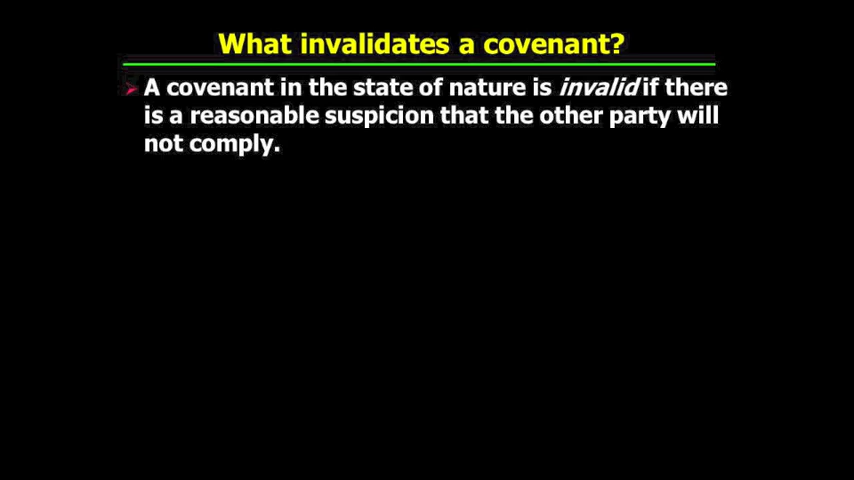 What invalidates a covenant?
A covenant in the state of nature is invalid if there
is a reasonable suspicion that the other party will
not comply.